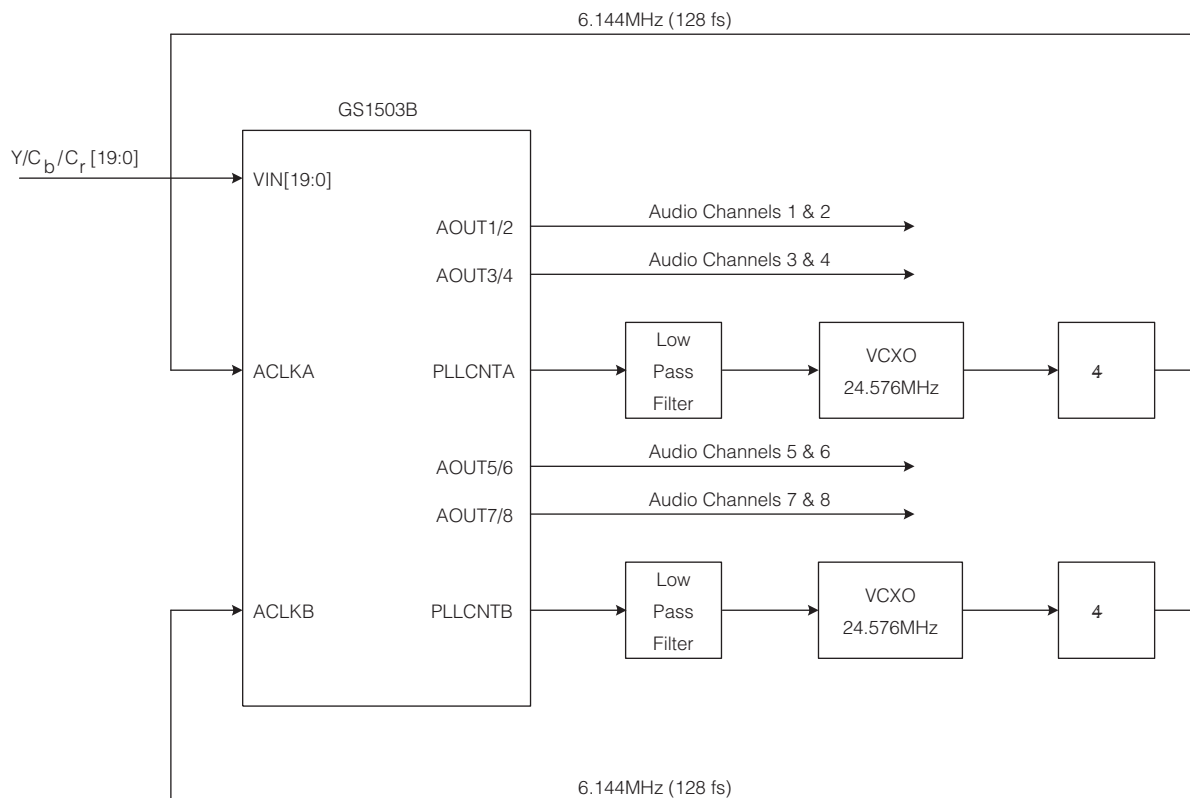 6.144MHz (128 fs)
GS1503B
Y/Cb/Cr [19:0]
VIN[19:0]
AOUT1/2
Audio Channels 1 & 2
AOUT3/4
Audio Channels 3 & 4
ACLKA
PLLCNTA
Low
Pass
Filter
VCXO
24.576MHz
4
AOUT5/6
Audio Channels 5 & 6
AOUT7/8
Audio Channels 7 & 8
ACLKB
PLLCNTB
Low
Pass
Filter
VCXO
24.576MHz
4
6.144MHz (128 fs)